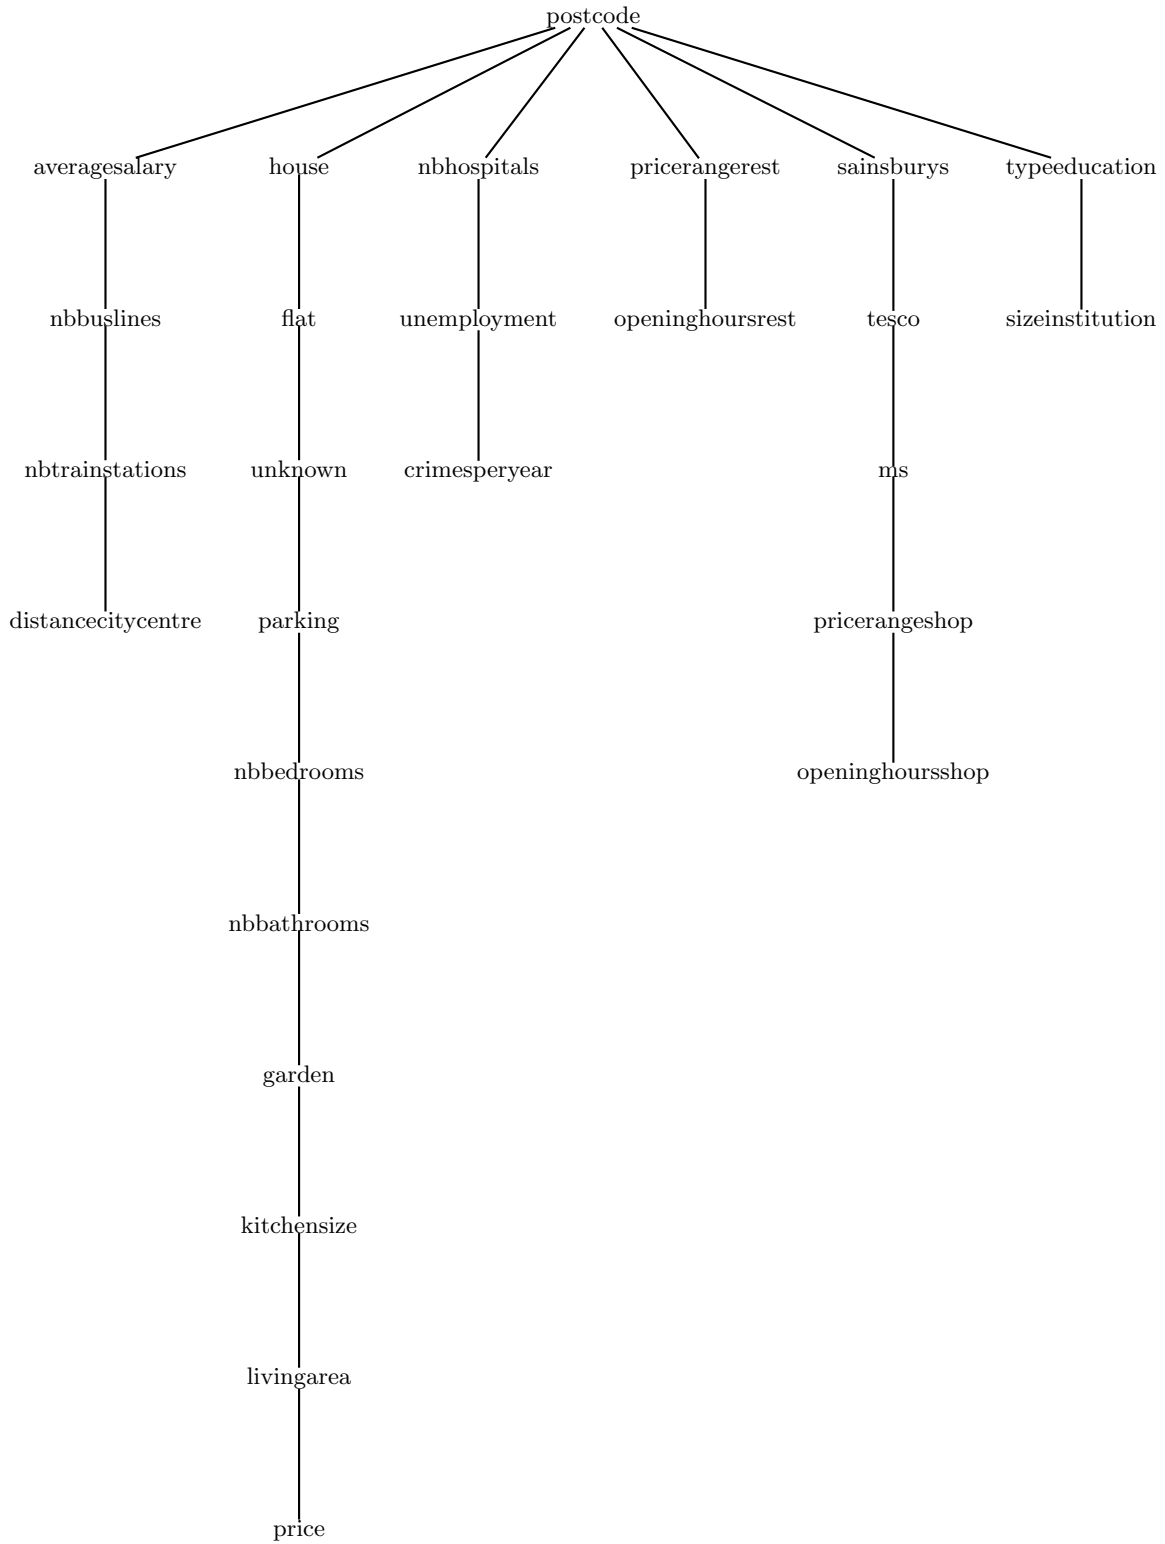 postcode
averagesalary house nbhospitals pricerangerest sainsburys typeeducation
nbbuslines flat unemployment openinghoursrest tesco sizeinstitution
nbtrainstations unknown crimesperyear ms
distancecitycentre parking pricerangeshop
nbbedrooms openinghoursshop
nbbathrooms
garden
kitchensize
livingarea
price